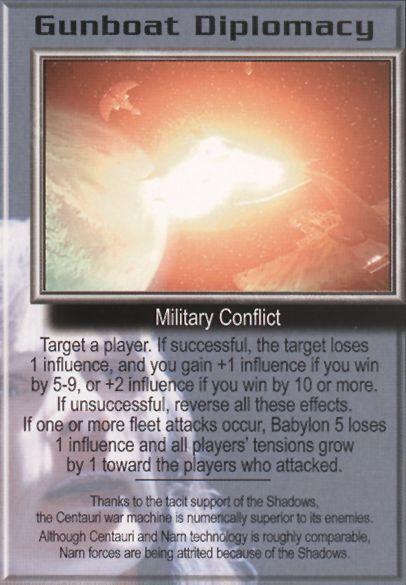 Gunboat Diplomacy
Military Conflict
Target a player. If successful, the target loses
1 influence, and you gain +1 influence if you win
by 5-9, or +2 influence if you win by 10 or more.
If unsuccessful, reverse all these effects.
If one or more fleet attacks occur, Babylon 5 loses
1 influence and all players' tensions grow
by 1 toward the players who attacked.
Thanks to the tacit support of the Shadows,
the Centauri war machine is numerically superior to its enemies.
Although Centauri and Narn technology is roughly comparable,
Narn forces are being attrited because of the Shadows.